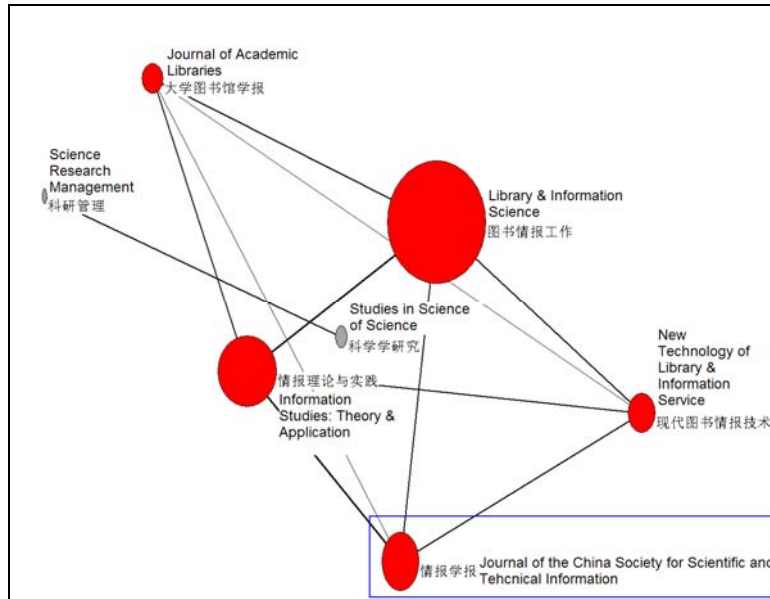 Journal of Academic
Libraries
大学图书馆学报
Science
Research
Management
科研管理
Library & Information
Science
图书情报工作
Studies in Science
of Science
科学学研究
New
Technology of
Library &
Information
Service
现代图书情报技术
情报理论与实践
Information
Studies: Theory &
Application
情报学报
Journal of the China Society for Scientific and
Tehcnical Information